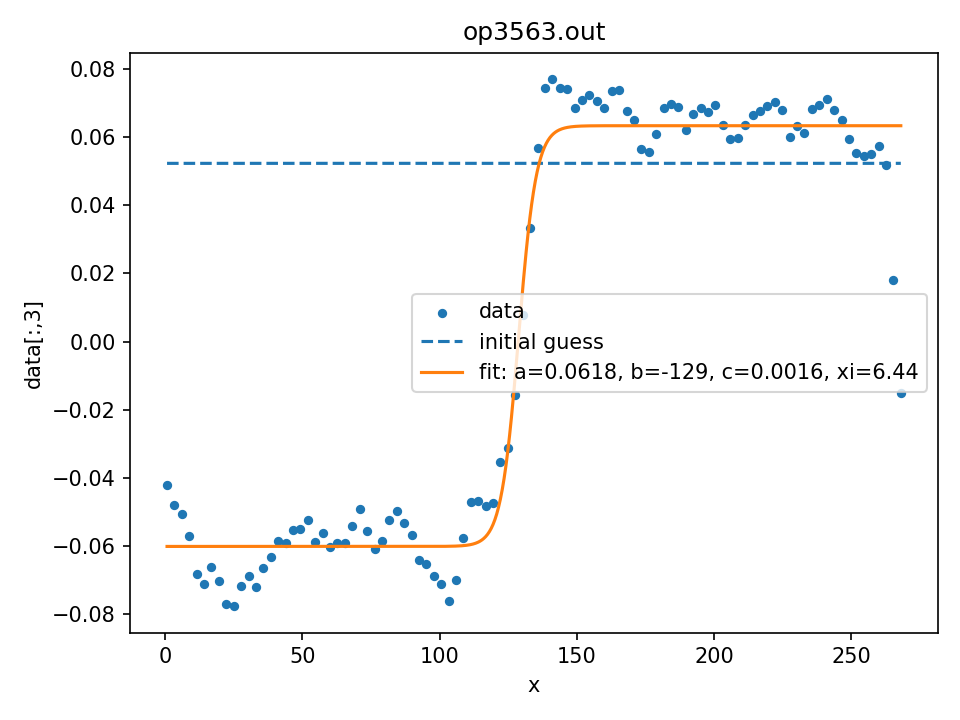 op3563.out
data[:,3]
0.08
0.06
0.04
0.02
0.00
−0.02
−0.04
−0.06
−0.08
data
initial guess
fit: a=0.0618, b=-129, c=0.0016, xi=6.44
0 50 100 150 200 250
x